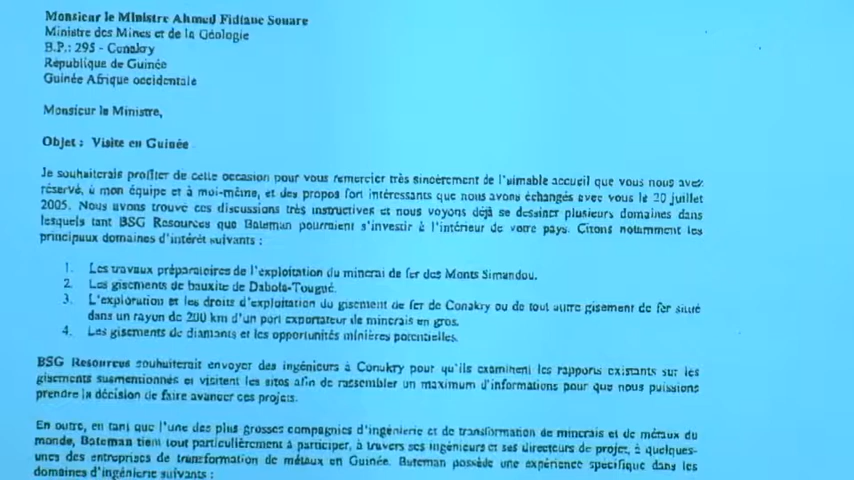 Monsieur le Ministre Ahmed Fidiane Souare
Ministre des Mines et de la Géologie
B.P.: 295 - Conakry
République de Guinée
Guinée Afrique occidentale
Monsieur le Ministre,
Objet : Visite en Guinée
Je souhaiterais profiter de cette occasion pour vous remercier très sincèrement de l'aimable accueil que vous nous avez
réservé, à mon équipe et à moi-même, et des propos fort intéressants que nous avons échangés avec vous le 20 juillet
2005. Nous avons trouvé ces discussions très instructives et nous voyons déjà se dessiner plusieurs domaines dans
lesquels tant BSG Resources que Bateman pourraient s'investir à l'intérieur de votre pays. Citons notamment les
principaux domaines d'intérêt suivants :
1. Les travaux préparatoires de l'exploitation du minerai de fer des Monts Simandou.
2. Les gisements de bauxite de Dabola-Tougué.
3. L'exploration et les droits d'exploitation du gisement de fer de Conakry ou de tout autre gisement de fer situé
dans un rayon de 200 km d'un port exportateur de minerais en gros.
4. Les gisements de diamants et les opportunités minières potentielles.
BSG Resources souhaiterait envoyer des ingénieurs à Conakry pour qu'ils examinent les rapports existants sur les
gisements susmentionnés et visitent les sites afin de rassembler un maximum d'informations pour que nous puissions
prendre la décision de faire avancer ces projets.
En outre, en tant que l'une des plus grosses compagnies d'ingénierie et de transformation de minerais et de métaux du
monde, Bateman tient tout particulièrement à participer, à travers ses ingénieurs et ses directeurs de projet, à quelques-
unes des entreprises de transformation de métaux en Guinée. Bateman possède une expérience spécifique dans les
domaines d'ingénierie suivants :